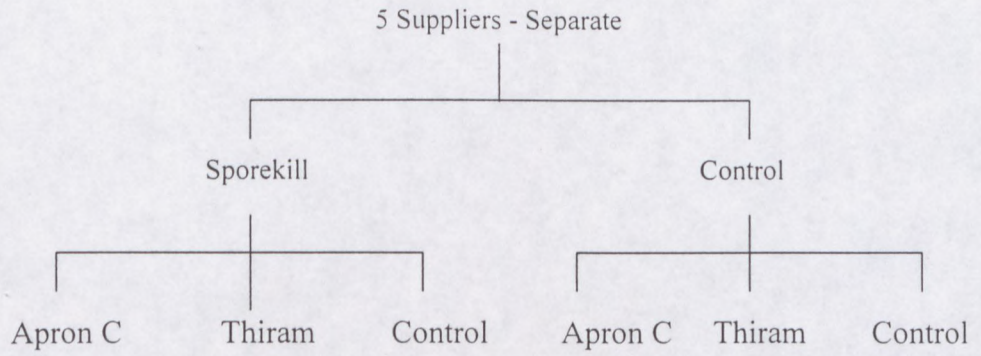 5 Suppliers - Separate
Sporekill Control
Apron C Thiram Control Apron C Thiram Control